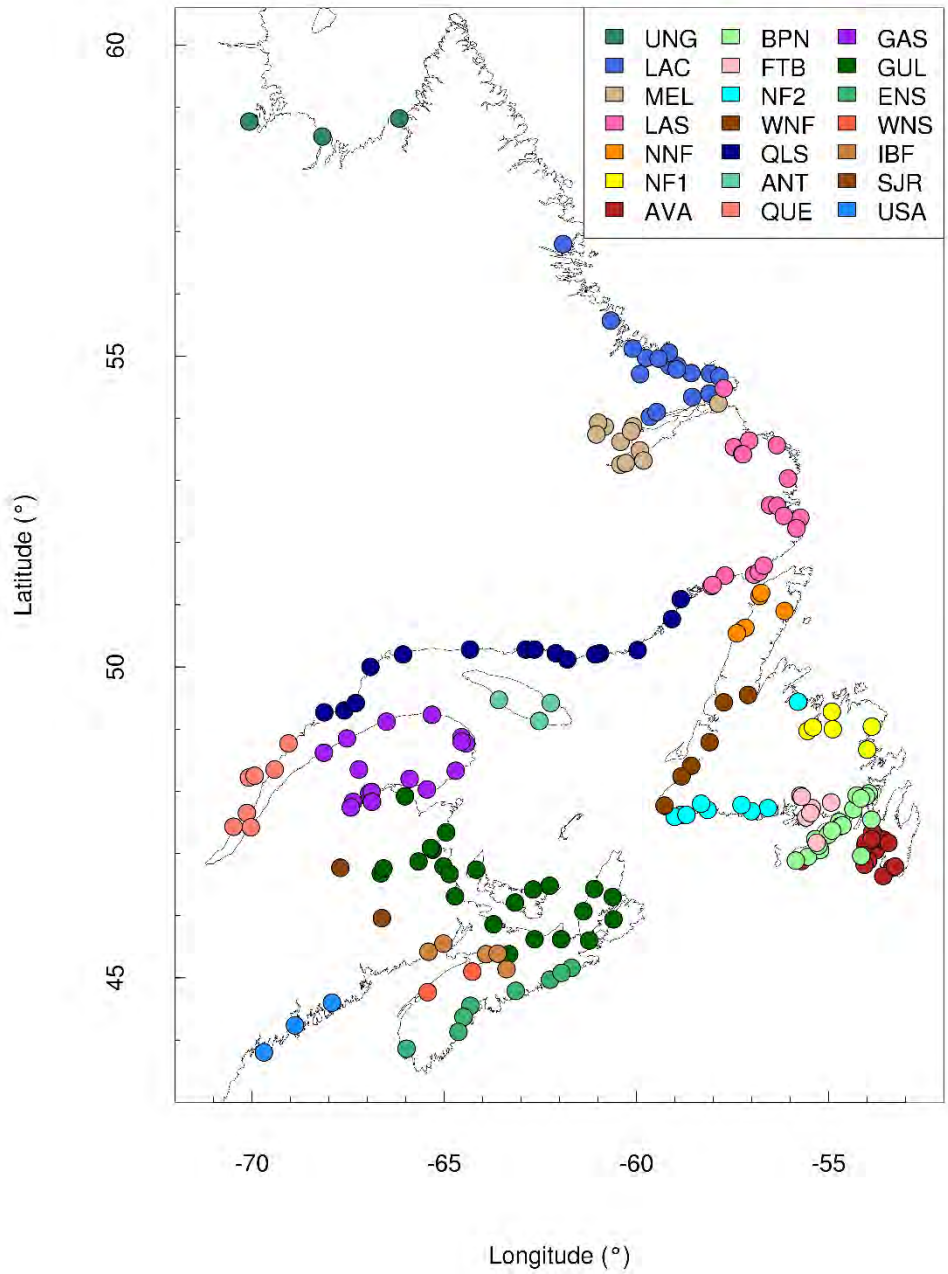 UNG BPN GAS
LAC FTB GUL
MEL NF2 ENS
LAS WNF WNS
NNF QLS IBF
NF1 ANT SJR
AVA QUE USA
60
55
50
45
Latitude (°)
-70 -65 -60 -55
Longitude (°)